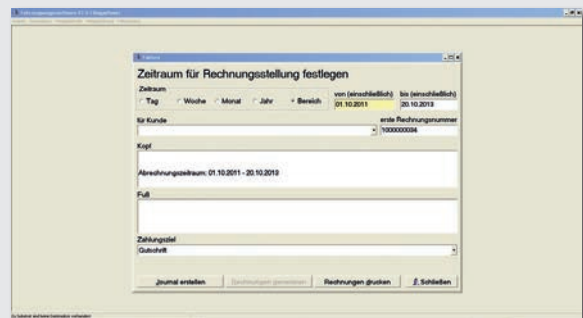 Faktura
Zeitraum für Rechnungsstellung festlegen
Zeitraum
Tag Woche Monat Jahr Bereich
von (einschließlich) bis (einschließlich)
01.10.2011 20.10.2013
für Kunde erste Rechnungsnummer
Kopf
Abrechnungszeitraum: 01.10.2011 - 20.10.2013
Fuß
Zahlungsziel
Gutschrift
Journal erstellen Rechnungen drucken Schließen